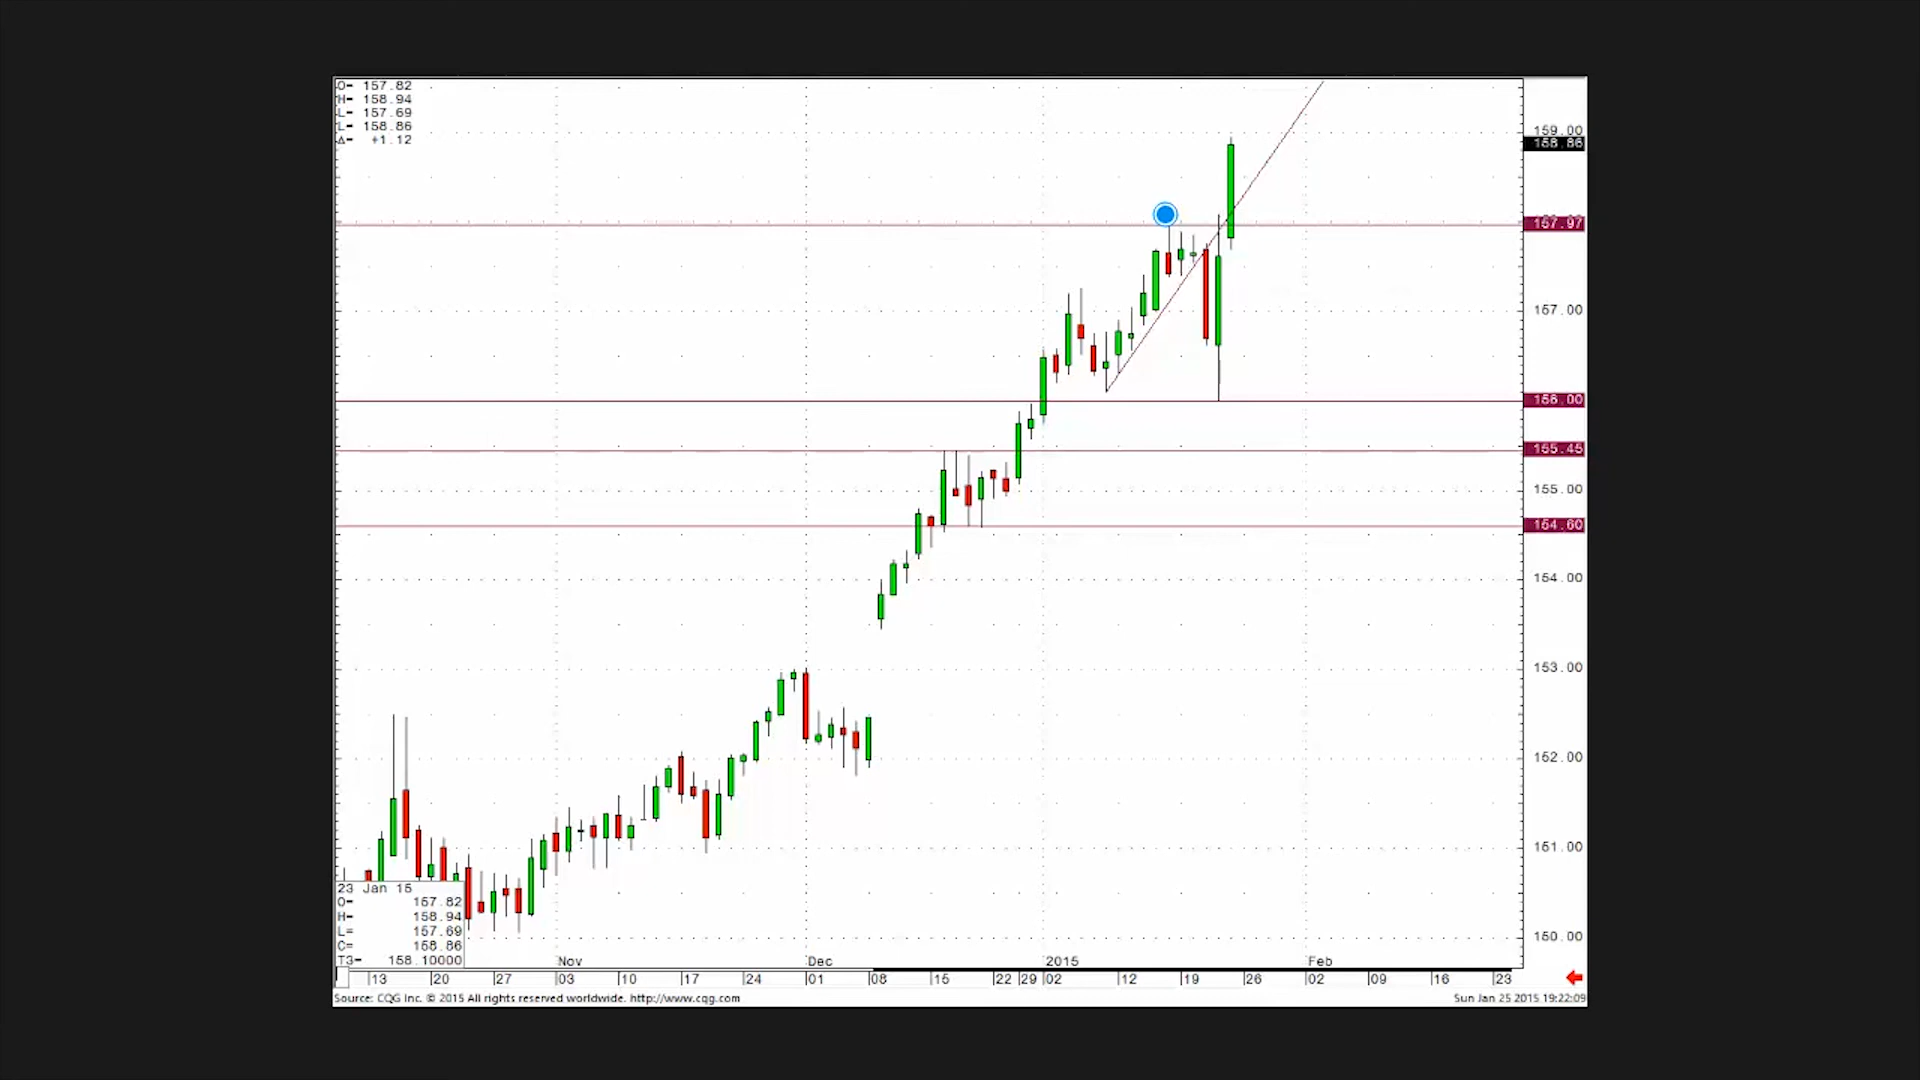 O= 157.82
H= 158.94
L= 157.69
L= 158.86
Δ= +1.12
159.00
158.86
157.97
157.00
156.00
155.45
155.00
154.60
154.00
153.00
152.00
151.00
150.00
23 Jan 15
O= 157.82
H= 158.94
L= 157.69
C= 158.86
T3= 158.10000
Nov Dec 2015 Feb
13 20 27 03 10 17 24 01 08 15 22 29 02 12 19 26 02 09 16 23
Source: CQG Inc. © 2015 All rights reserved worldwide. http://www.cqg.com
Sun Jan 25 2015 19:22:09